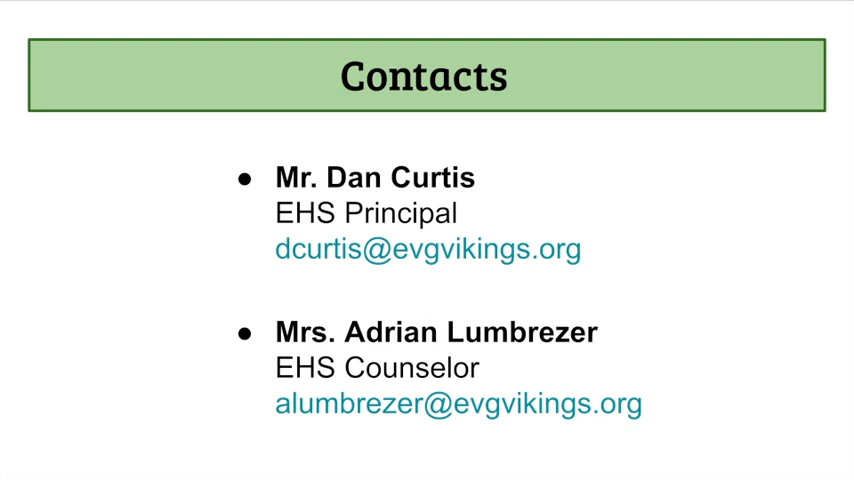 Contacts
● Mr. Dan Curtis
EHS Principal
dcurtis@evgvikings.org
● Mrs. Adrian Lumbrezer
EHS Counselor
alumbrezer@evgvikings.org